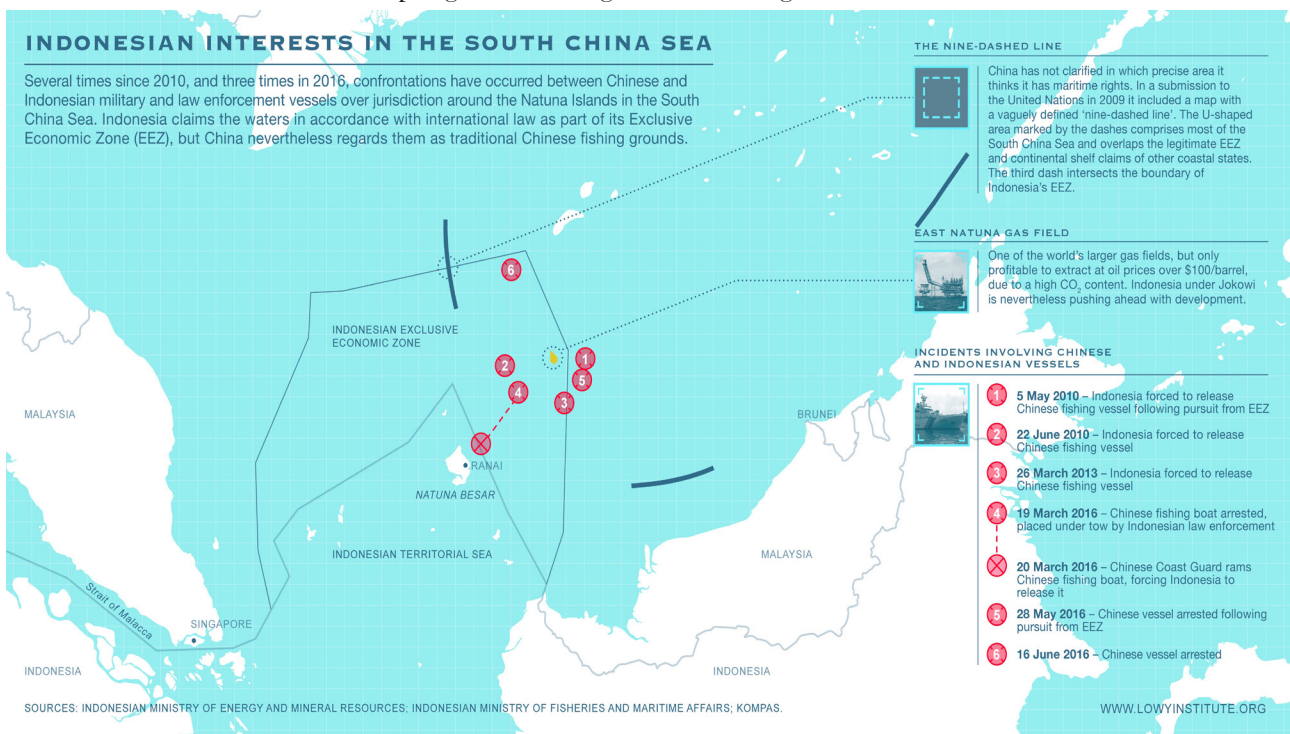 INDONESIAN INTERESTS IN THE SOUTH CHINA SEA
Several times since 2010, and three times in 2016, confrontations have occurred between Chinese and
Indonesian military and law enforcement vessels over jurisdiction around the Natuna Islands in the South
China Sea. Indonesia claims the waters in accordance with international law as part of its Exclusive
Economic Zone (EEZ), but China nevertheless regards them as traditional Chinese fishing grounds.
THE NINE-DASHED LINE
China has not clarified in which precise area it
thinks it has maritime rights. In a submission to
the United Nations in 2009 it included a map with
a vaguely defined ‘nine-dashed line’. The U-shaped
area marked by the dashes comprises most of the
South China Sea and overlaps the legitimate EEZ
and continental shelf claims of other coastal states.
The third dash intersects the boundary of
Indonesia’s EEZ.
EAST NATUNA GAS FIELD
One of the world’s larger gas fields, but only
profitable to extract at oil prices over $100/barrel,
due to a high CO2 content. Indonesia under Jokowi
is nevertheless pushing ahead with development.
INCIDENTS INVOLVING CHINESE
AND INDONESIAN VESSELS
1 5 May 2010 – Indonesia forced to release
Chinese fishing vessel following pursuit from EEZ
2 22 June 2010 – Indonesia forced to release
Chinese fishing vessel
3 26 March 2013 – Indonesia forced to release
Chinese fishing vessel
4 19 March 2016 – Chinese fishing boat arrested,
placed under tow by Indonesian law enforcement
20 March 2016 – Chinese Coast Guard rams
Chinese fishing boat, forcing Indonesia to
release it
5 28 May 2016 – Chinese vessel arrested following
pursuit from EEZ
6 16 June 2016 – Chinese vessel arrested
6
INDONESIAN EXCLUSIVE
ECONOMIC ZONE
2
1
5
4
3
MALAYSIA
BRUNEI
RANAI
NATUNA BESAR
INDONESIAN TERRITORIAL SEA
MALAYSIA
Strait of Malacca
SINGAPORE
INDONESIA
INDONESIA
SOURCES: INDONESIAN MINISTRY OF ENERGY AND MINERAL RESOURCES; INDONESIAN MINISTRY OF FISHERIES AND MARITIME AFFAIRS; KOMPAS.
WWW.LOWYINSTITUTE.ORG